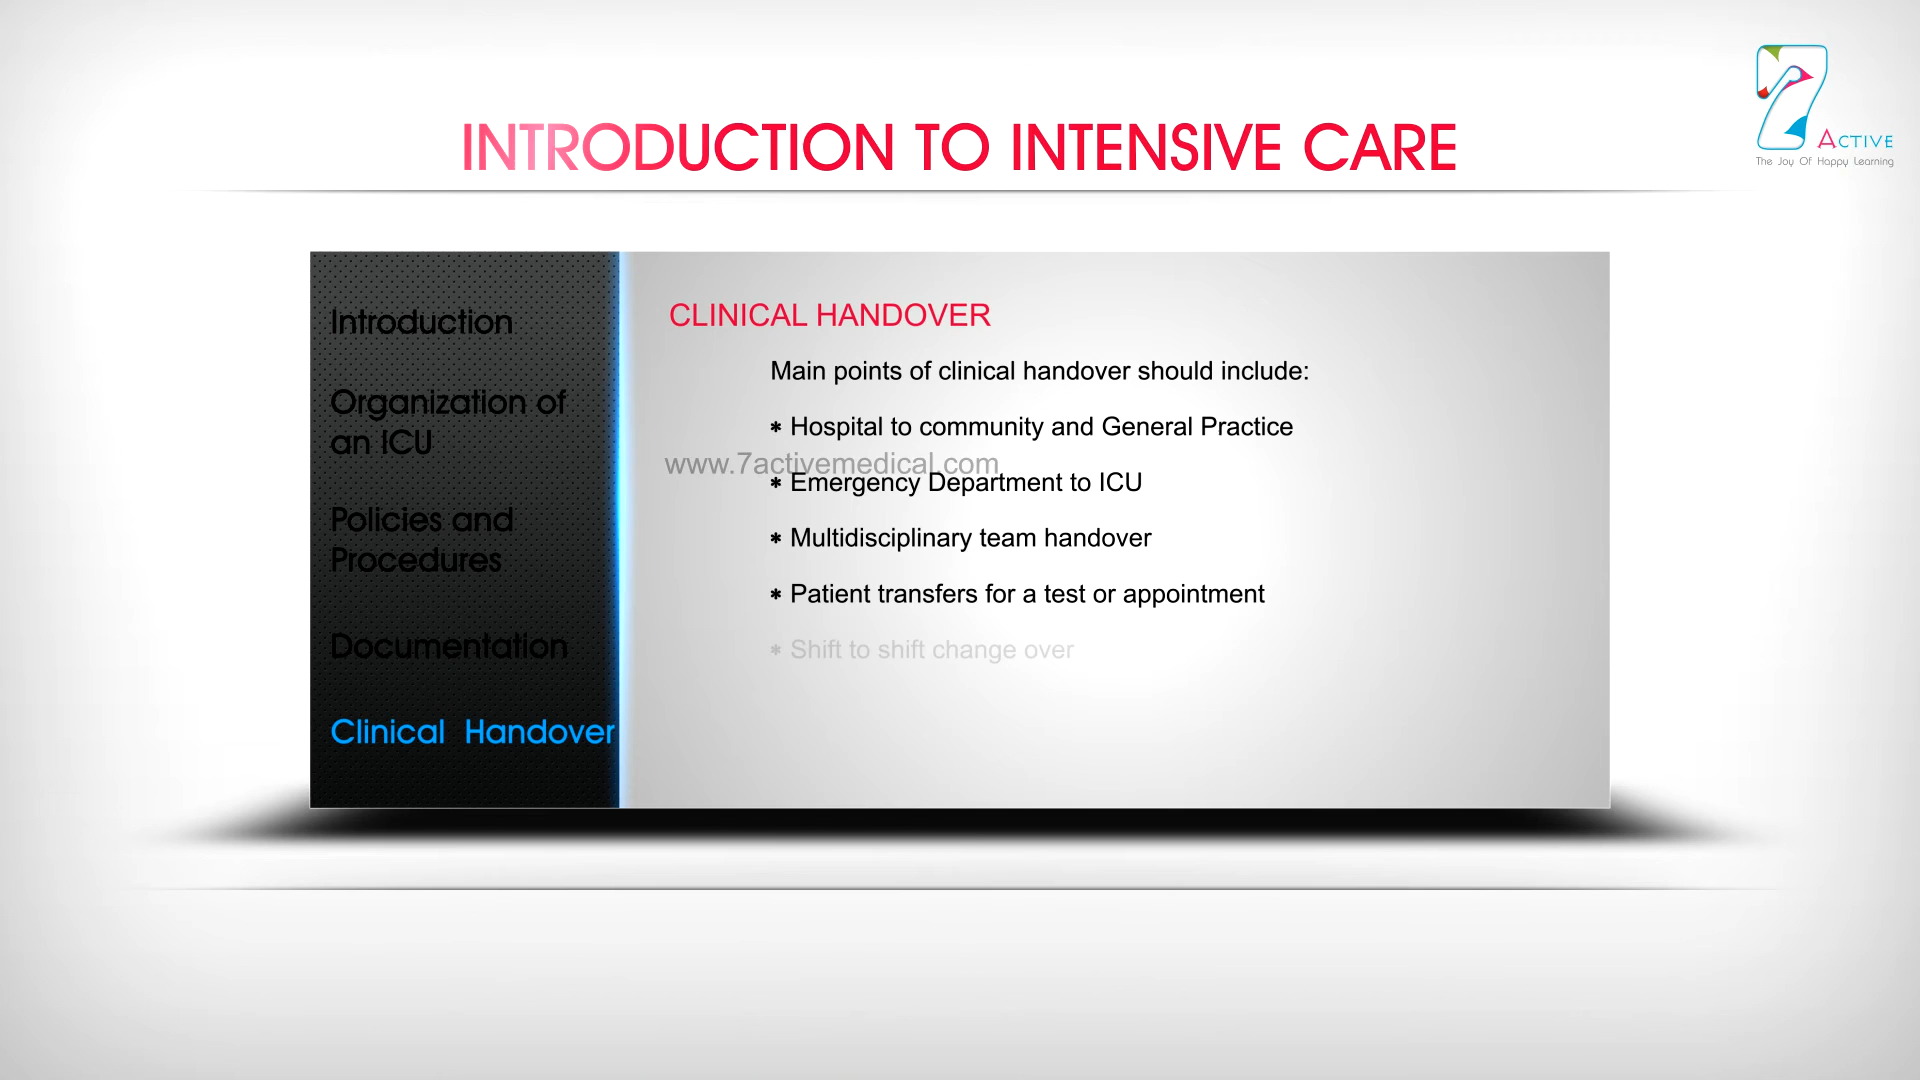 7 ACTIVE
The Joy Of Happy Learning
INTRODUCTION TO INTENSIVE CARE
Introduction
Organization of
an ICU
Policies and
Procedures
Documentation
Clinical Handover
CLINICAL HANDOVER
Main points of clinical handover should include:
* Hospital to community and General Practice
www.7activemedical.com
* Emergency Department to ICU
* Multidisciplinary team handover
* Patient transfers for a test or appointment
* Shift to shift change over